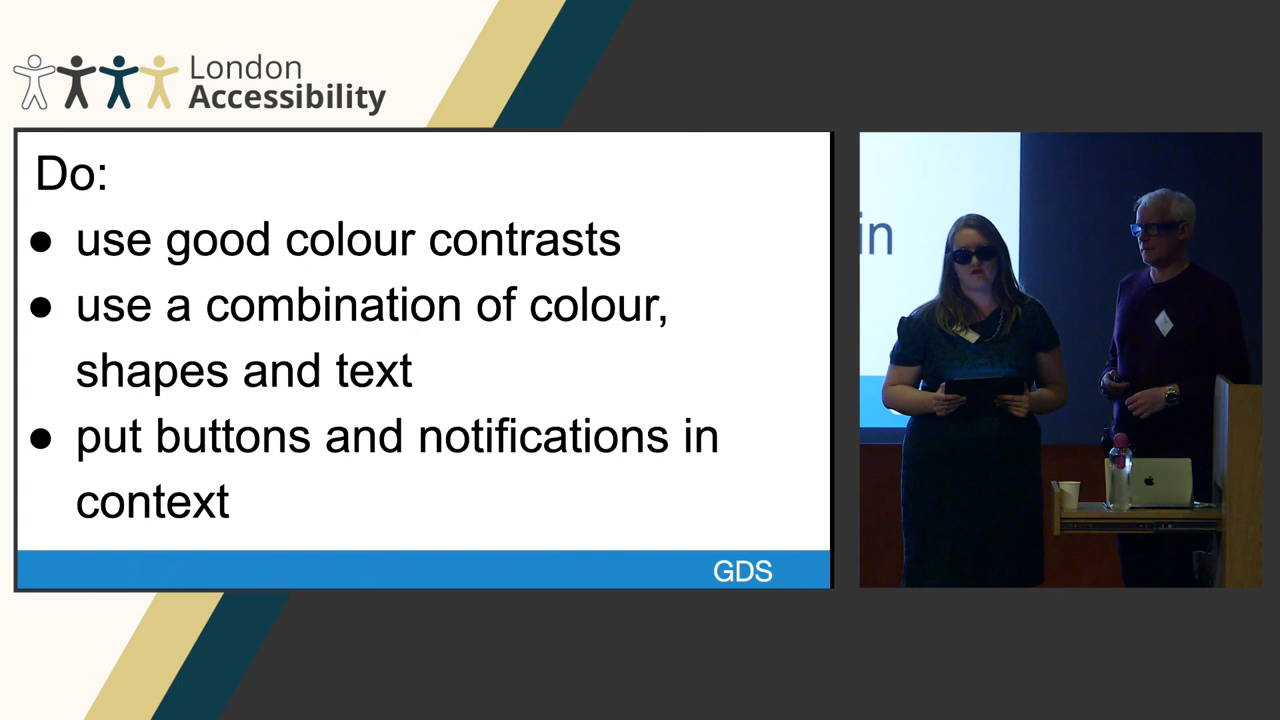 London
Accessibility
Do:
● use good colour contrasts
● use a combination of colour,
shapes and text
● put buttons and notifications in
context
GDS
in